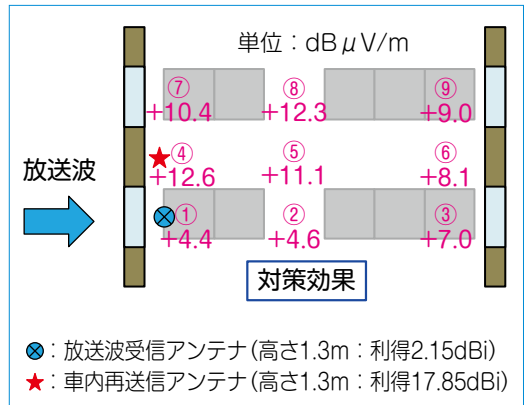 単位：dBμV/m
⑦ ⑧ ⑨
+10.4 +12.3 +9.0
④ ⑤ ⑥
+12.6 +11.1 +8.1
放送波
① ② ③
+4.4 +4.6 +7.0
対策効果
：放送波受信アンテナ(高さ1.3m：利得2.15dBi)
★：車内再送信アンテナ(高さ1.3m：利得17.85dBi)